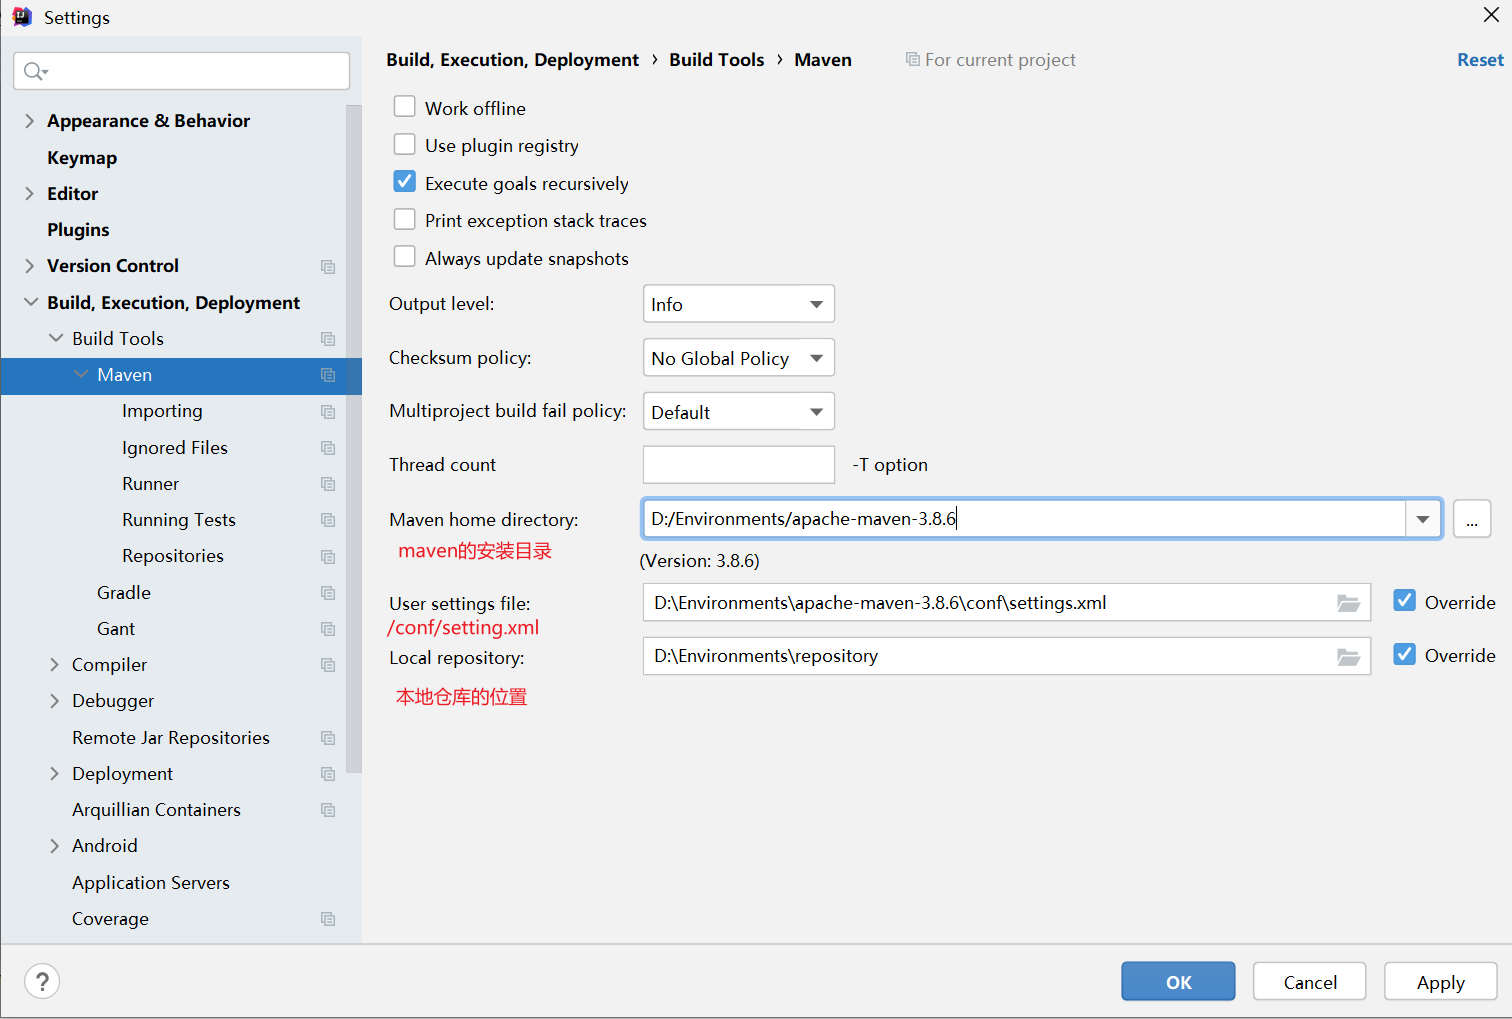 Settings
Build, Execution, Deployment › Build Tools › Maven For current project Reset
Appearance & Behavior
Keymap
Editor
Plugins
Version Control
Build, Execution, Deployment
Build Tools
Maven
Importing
Ignored Files
Runner
Running Tests
Repositories
Gradle
Gant
Compiler
Debugger
Remote Jar Repositories
Deployment
Arquillian Containers
Android
Application Servers
Coverage
Work offline
Use plugin registry
Execute goals recursively
Print exception stack traces
Always update snapshots
Output level: Info
Checksum policy: No Global Policy
Multiproject build fail policy: Default
Thread count -T option
Maven home directory: D:/Environments/apache-maven-3.8.6 ...
maven的安装目录
(Version: 3.8.6)
User settings file: D:\Environments\apache-maven-3.8.6\conf\settings.xml Override
/conf/setting.xml
Local repository: D:\Environments\repository Override
本地仓库的位置
? OK Cancel Apply